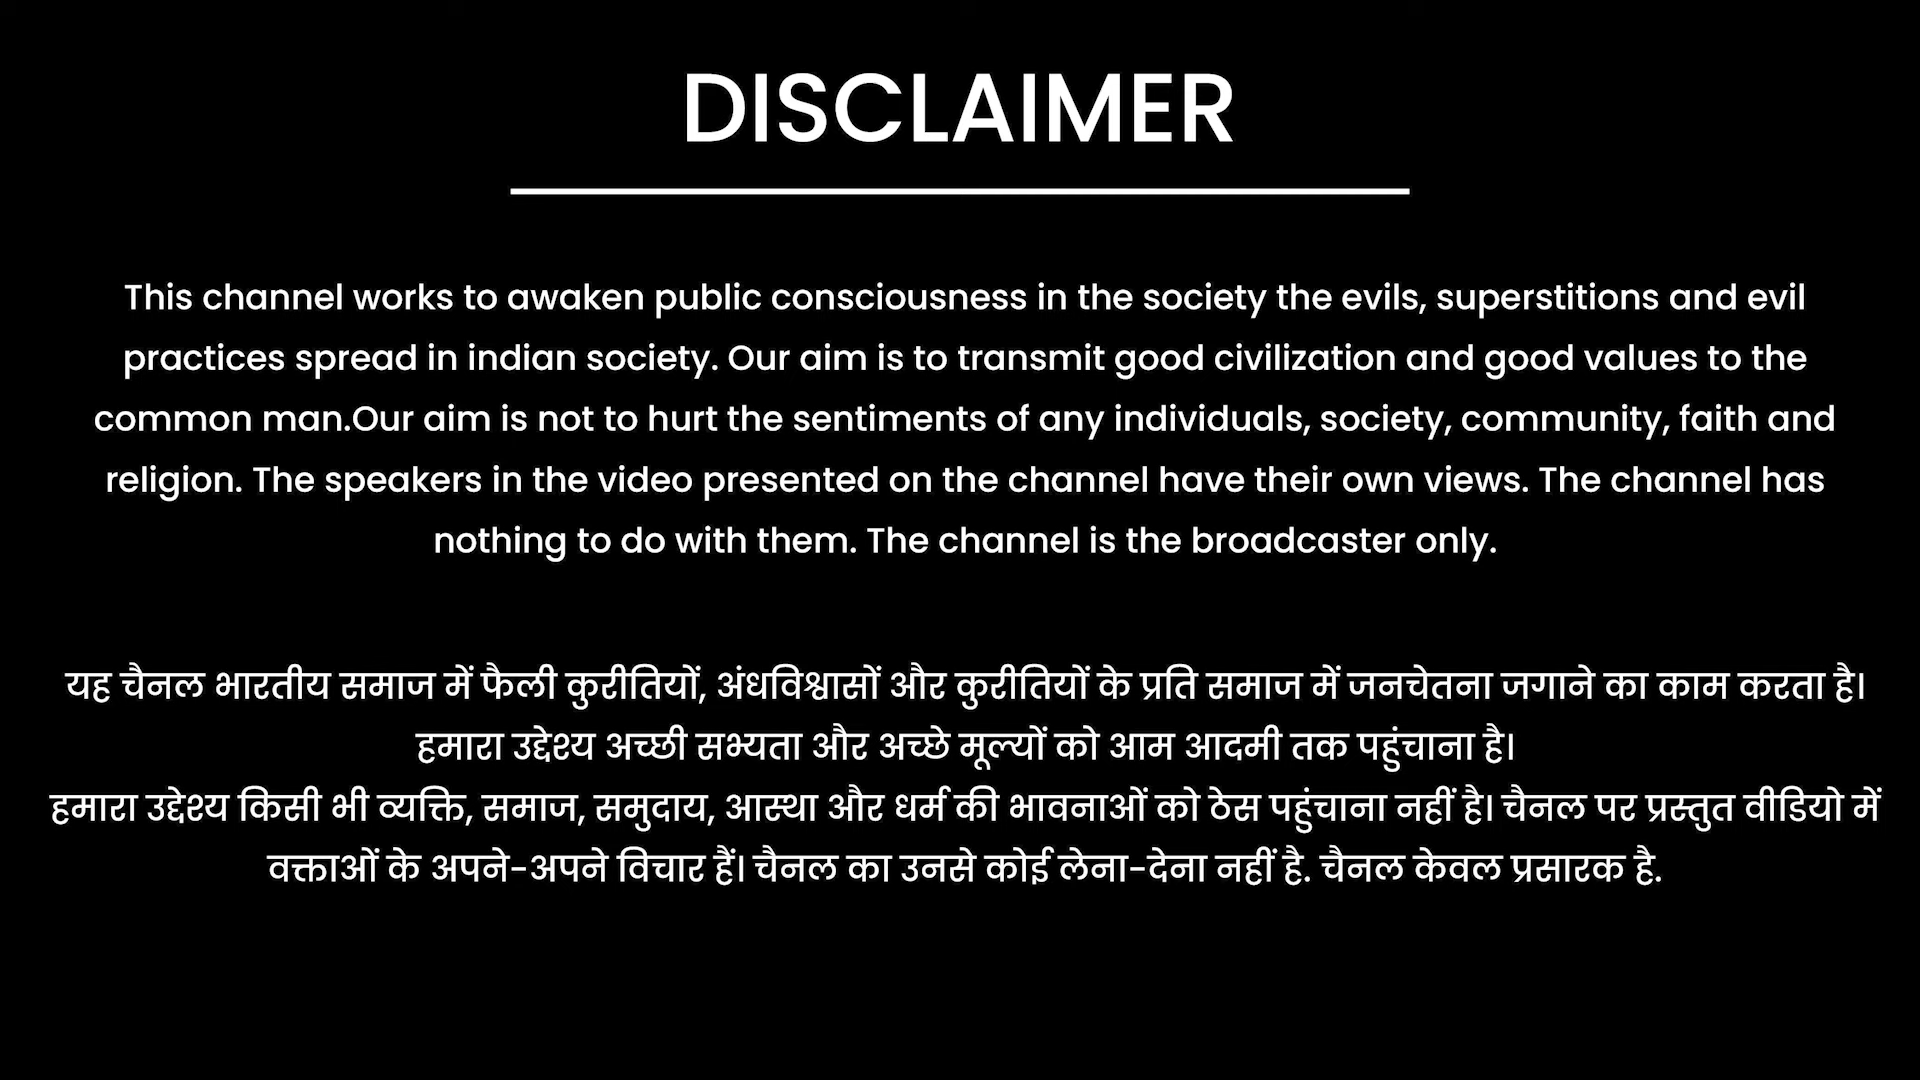 DISCLAIMER
This channel works to awaken public consciousness in the society the evils, superstitions and evil
practices spread in indian society. Our aim is to transmit good civilization and good values to the
common man.Our aim is not to hurt the sentiments of any individuals, society, community, faith and
religion. The speakers in the video presented on the channel have their own views. The channel has
nothing to do with them. The channel is the broadcaster only.
यह चैनल भारतीय समाज में फैली कुरीतियों, अंधविश्वासों और कुरीतियों के प्रति समाज में जनचेतना जगाने का काम करता है।
हमारा उद्देश्य अच्छी सभ्यता और अच्छे मूल्यों को आम आदमी तक पहुंचाना है।
हमारा उद्देश्य किसी भी व्यक्ति, समाज, समुदाय, आस्था और धर्म की भावनाओं को ठेस पहुंचाना नहीं है। चैनल पर प्रस्तुत वीडियो में
वक्ताओं के अपने-अपने विचार हैं। चैनल का उनसे कोई लेना-देना नहीं है. चैनल केवल प्रसारक है.